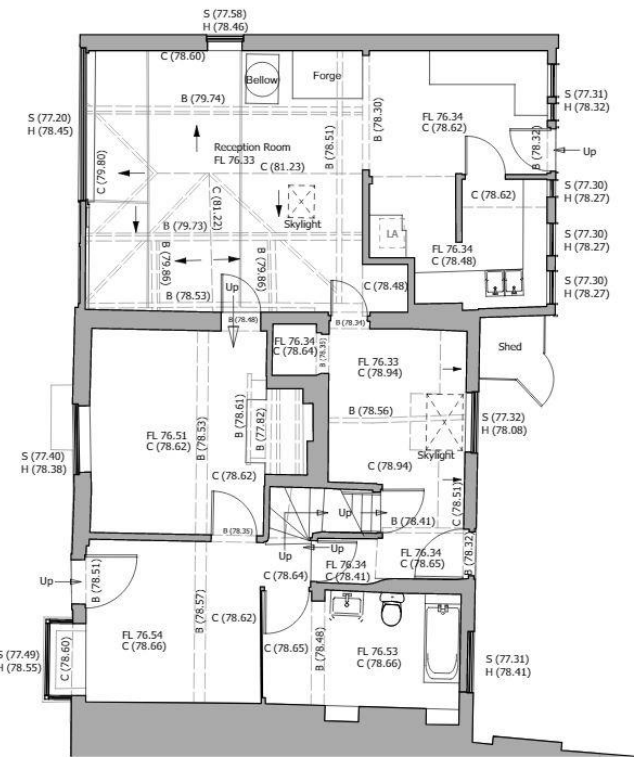 S (77.58)
H (78.46)
C (78.60)
Bellow
Forge
B (79.74)
B (78.51)
B (78.30)
FL 76.34
C (78.62)
S (77.31)
H (78.32)
B (78.32)
Up
S (77.20)
H (78.45)
C (79.80)
Reception Room
FL 76.33
C (81.23)
C (81.22)
Skylight
B (79.73)
B (79.86)
B (79.86)
B (78.53)
C (78.62)
S (77.30)
H (78.27)
LA
FL 76.34
C (78.48)
S (77.30)
H (78.27)
S (77.30)
H (78.27)
C (78.48)
Up
B (78.48)
B (78.34)
FL 76.34
C (78.64)
FL 76.33
C (78.94)
Shed
B (78.56)
S (77.32)
H (78.08)
Skylight
C (78.94)
C (78.51)
FL 76.51
C (78.62)
B (78.53)
B (78.61)
B (77.82)
C (78.62)
S (77.40)
H (78.38)
B (78.35)
Up
B (78.41)
Up
Up
C (78.64)
FL 76.34
C (78.41)
FL 76.34
C (78.65)
B (78.32)
Up
B (78.51)
B (78.57)
C (78.62)
FL 76.54
C (78.66)
C (78.60)
S (77.49)
H (78.55)
C (78.65)
B (78.48)
FL 76.53
C (78.66)
S (77.31)
H (78.41)